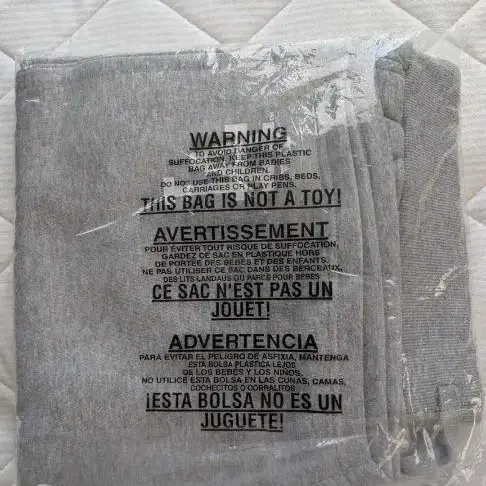 WARNING
TO AVOID DANGER OF
SUFFOCATION, KEEP THIS PLASTIC
BAG AWAY FROM BABIES
AND CHILDREN.
DO NOT USE THIS BAG IN CRIBS, BEDS,
CARRIAGES OR PLAY PENS.
THIS BAG IS NOT A TOY!
AVERTISSEMENT
POUR ÉVITER TOUT RISQUE DE SUFFOCATION,
GARDEZ CE SAC EN PLASTIQUE HORS
DE PORTÉE DES BEBES ET DES ENFANTS.
NE PAS UTILISER CE SAC DANS DES BERCEAUX,
DES LITS LANDAUS OU PARCS POUR BEBES
CE SAC N'EST PAS UN
JOUET!
ADVERTENCIA
PARA EVITAR EL PELIGRO DE ASFIXIA, MANTENGA
ESTA BOLSA PLASTICA LEJOS
DE LOS BEBES Y LOS NINOS.
NO UTILICE ESTA BOLSA EN LAS CUNAS, CAMAS,
COCHECITOS O CORRALITOS
¡ESTA BOLSA NO ES UN
JUGUETE!